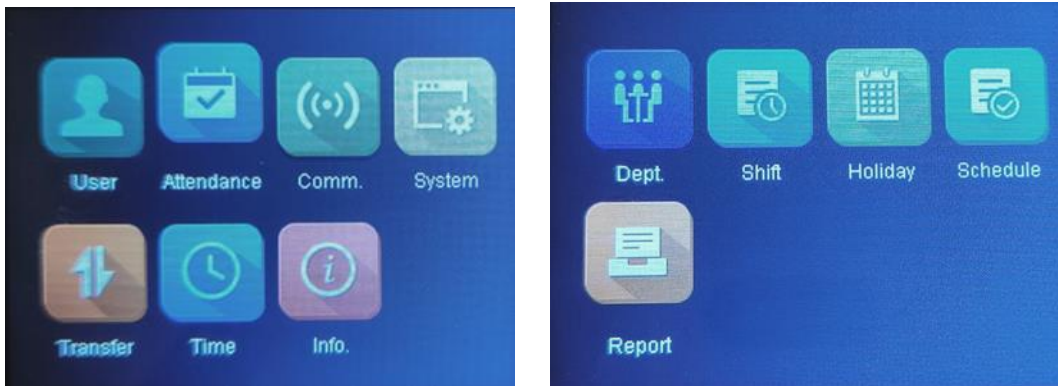 User Attendance Comm. System
Transfer Time Info.
Dept. Shift Holiday Schedule
Report